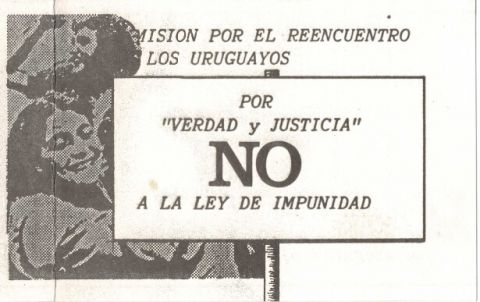 MISION POR EL REENCUENTRO
LOS URUGUAYOS
POR
"VERDAD y JUSTICIA"
NO
A LA LEY DE IMPUNIDAD